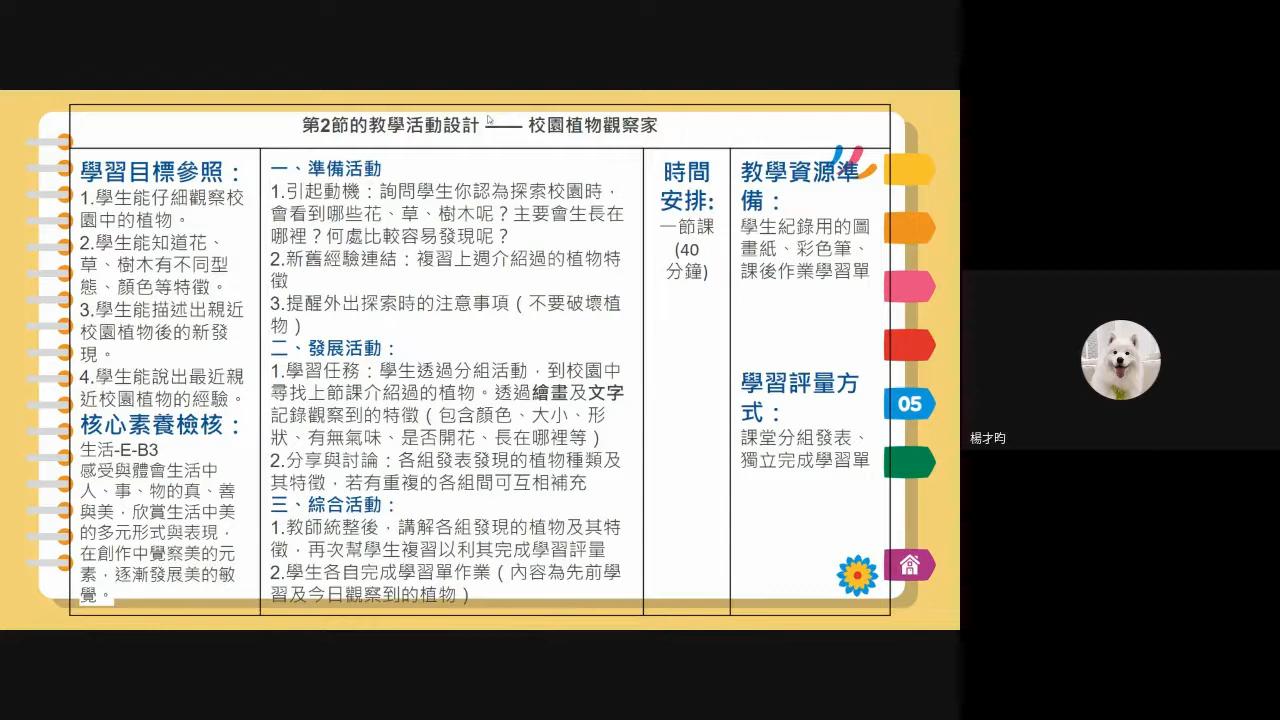 第2節的教學活動設計 —— 校園植物觀察家
學習目標參照：
1.學生能仔細觀察校
園中的植物。
2.學生能知道花、
草、樹木有不同型
態、顏色等特徵。
3.學生能描述出親近
校園植物後的新發
現。
4.學生能說出最近親
近校園植物的經驗。
核心素養檢核：
生活-E-B3
感受與體會生活中
人、事、物的真、善
與美，欣賞生活中美
的多元形式與表現，
在創作中覺察美的元
素，逐漸發展美的敏
覺。
一、準備活動
1.引起動機：詢問學生你認為探索校園時，
會看到哪些花、草、樹木呢？主要會生長在
哪裡？何處比較容易發現呢？
2.新舊經驗連結：複習上週介紹過的植物特
徵
3.提醒外出探索時的注意事項（不要破壞植
物）
二、發展活動：
1.學習任務：學生透過分組活動，到校園中
尋找上節課介紹過的植物。透過繪畫及文字
記錄觀察到的特徵（包含顏色、大小、形
狀、有無氣味、是否開花、長在哪裡等）
2.分享與討論：各組發表發現的植物種類及
其特徵，若有重複的各組間可互相補充
三、綜合活動：
1.教師統整後，講解各組發現的植物及其特
徵，再次幫學生複習以利其完成學習評量
2.學生各自完成學習單作業（內容為先前學
習及今日觀察到的植物）
時間
安排:
一節課
(40
分鐘)
教學資源準
備：
學生紀錄用的圖
畫紙、彩色筆、
課後作業學習單
學習評量方
式：
課堂分組發表、
獨立完成學習單
05
楊才昀